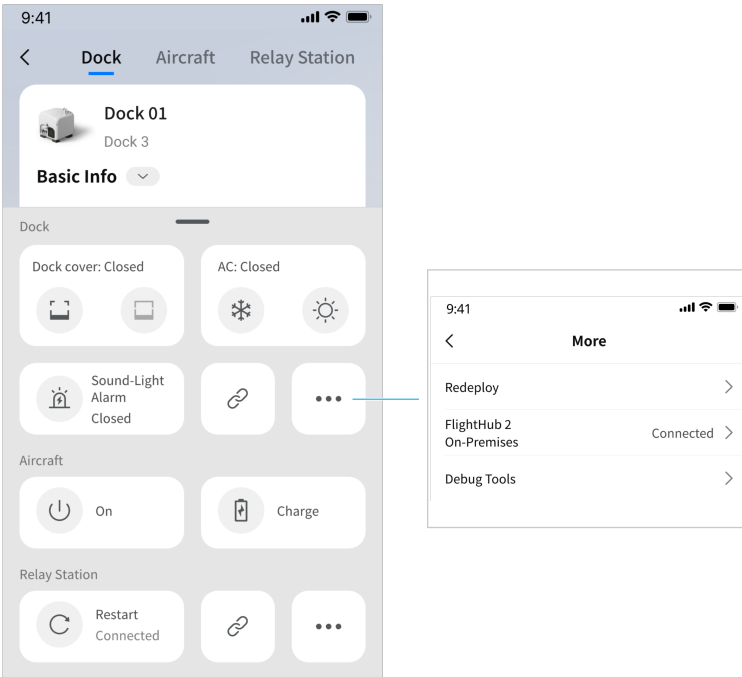 9:41
Dock Aircraft Relay Station
Dock 01
Dock 3
Basic Info
Dock
Dock cover: Closed
AC: Closed
Sound-Light
Alarm
Closed
Aircraft
On
Charge
Relay Station
Restart
Connected
9:41
More
Redeploy
FlightHub 2
On-Premises
Connected
Debug Tools